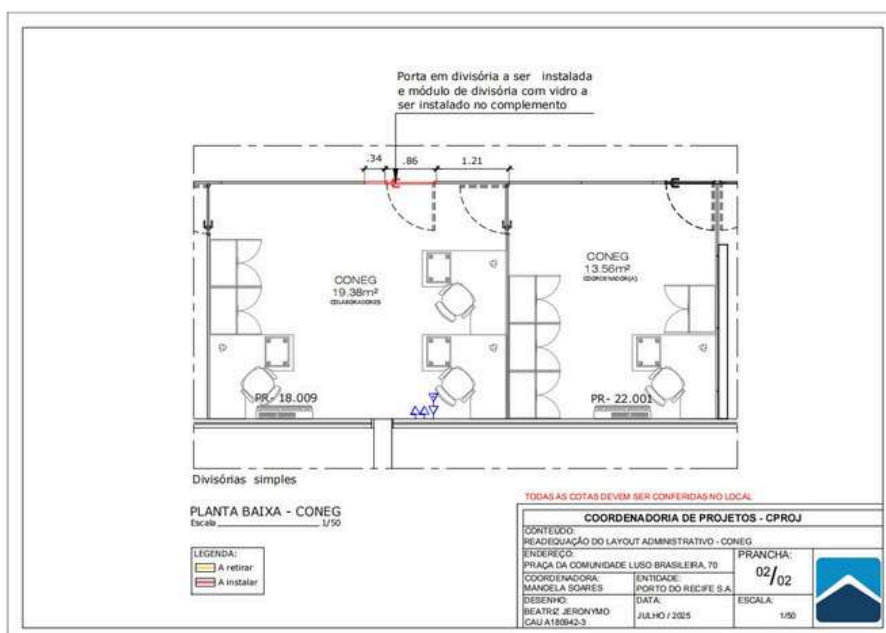 Porta em divisória a ser instalada
e módulo de divisória com vidro a
ser instalado no complemento
.34 .86 1.21
CONEG
19.38m²
COLABORADORES
CONEG
13.56m²
COORDENADOR(A)
PR- 18.009
PR- 22.001
Divisórias simples
PLANTA BAIXA - CONEG
Escala 1/50
LEGENDA:
A retirar
A instalar
TODAS AS COTAS DEVEM SER CONFERIDAS NO LOCAL
COORDENADORIA DE PROJETOS - CPROJ
CONTEÚDO:
READEQUAÇÃO DO LAYOUT ADMINISTRATIVO - CONEG
ENDEREÇO:
PRAÇA DA COMUNIDADE LUSO BRASILEIRA, 70
PRANCHA:
02/02
COORDENADORA:
MANOELA SOARES
ENTIDADE:
PORTO DO RECIFE S.A.
DESENHO:
BEATRIZ JERONYMO
CAU A180942-3
DATA:
JULHO / 2025
ESCALA:
1/50